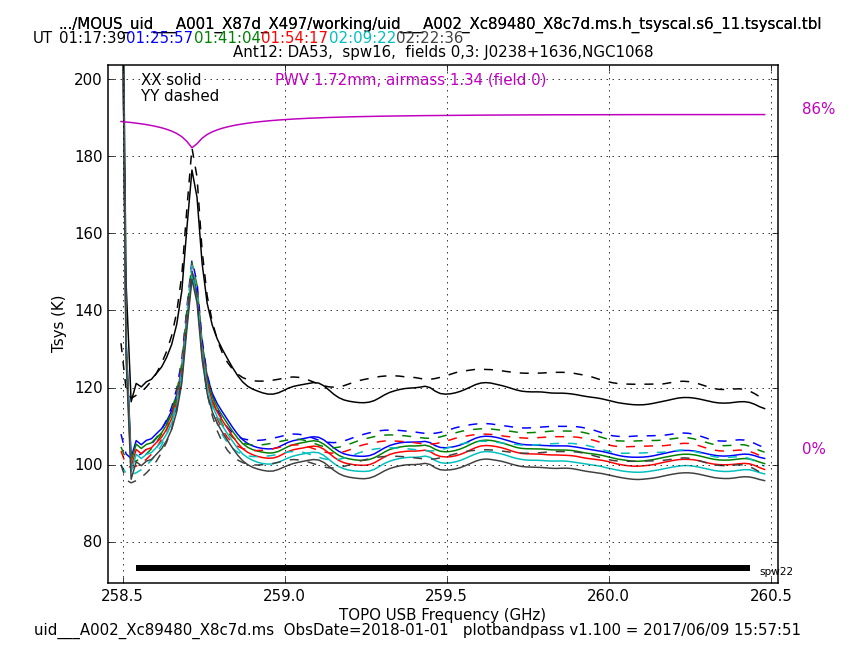 .../MOUS_uid___A001_X87d_X497/working/uid___A002_Xc89480_X8c7d.ms.h_tsyscal.s6_11.tsyscal.tbl
UT 01:17:39 01:25:57 01:41:04 01:54:17 02:09:22 02:22:36
Ant12: DA53,  spw16,  fields 0,3: J0238+1636,NGC1068
XX solid
PWV 1.72mm, airmass 1.34 (field 0)
YY dashed
86%
0%
200
180
160
140
120
100
80
Tsys (K)
spw22
258.5 259.0 259.5 260.0 260.5
TOPO USB Frequency (GHz)
uid___A002_Xc89480_X8c7d.ms  ObsDate=2018-01-01   plotbandpass v1.100 = 2017/06/09 15:57:51